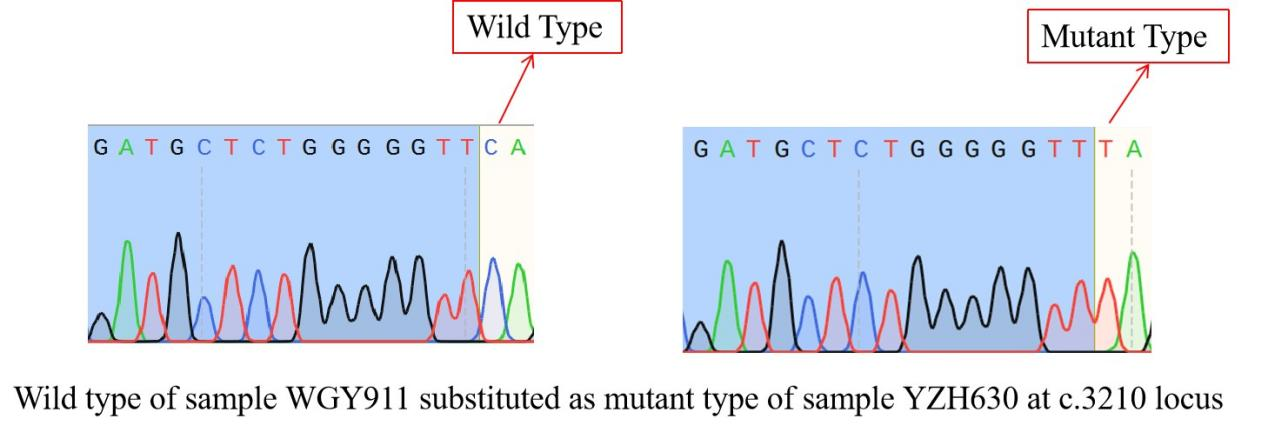 Wild Type
Mutant Type
G A T G C T C T G G G G G T T C A
G A T G C T C T G G G G G T T T A
Wild type of sample WGY911 substituted as mutant type of sample YZH630 at c.3210 locus